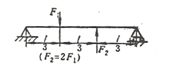 F₁
l/3 l/3 l/3
F₂
(F₂=2F₁)